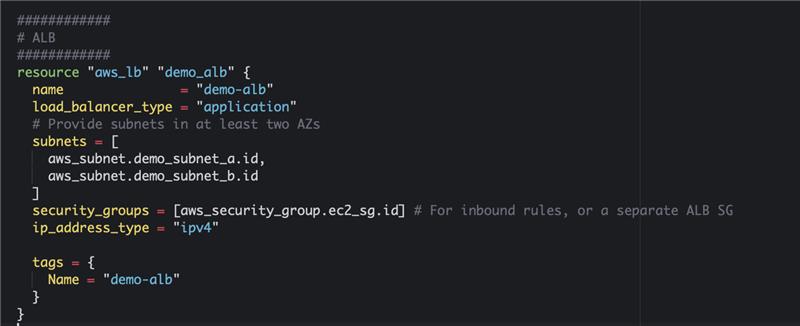 ############
# ALB
############
resource "aws_lb" "demo_alb" {
  name               = "demo-alb"
  load_balancer_type = "application"
  # Provide subnets in at least two AZs
  subnets = [
    aws_subnet.demo_subnet_a.id,
    aws_subnet.demo_subnet_b.id
  ]
  security_groups = [aws_security_group.ec2_sg.id] # For inbound rules, or a separate ALB SG
  ip_address_type = "ipv4"

  tags = {
    Name = "demo-alb"
  }
}